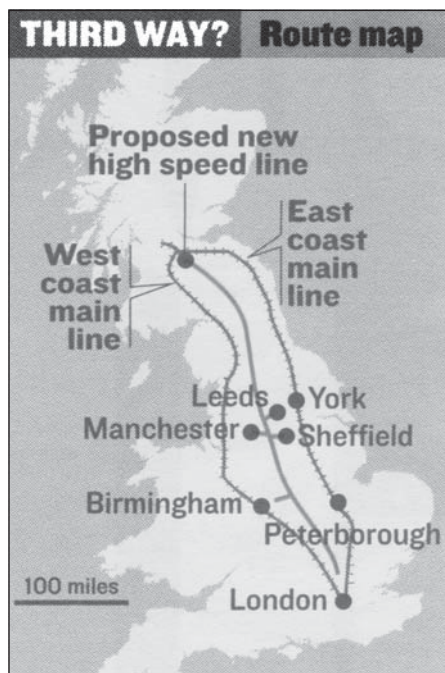 THIRD WAY? Route map
Proposed new
high speed line
East
coast
main
line
West
coast
main
line
Leeds
York
Manchester
Sheffield
Birmingham
Peterborough
100 miles
London